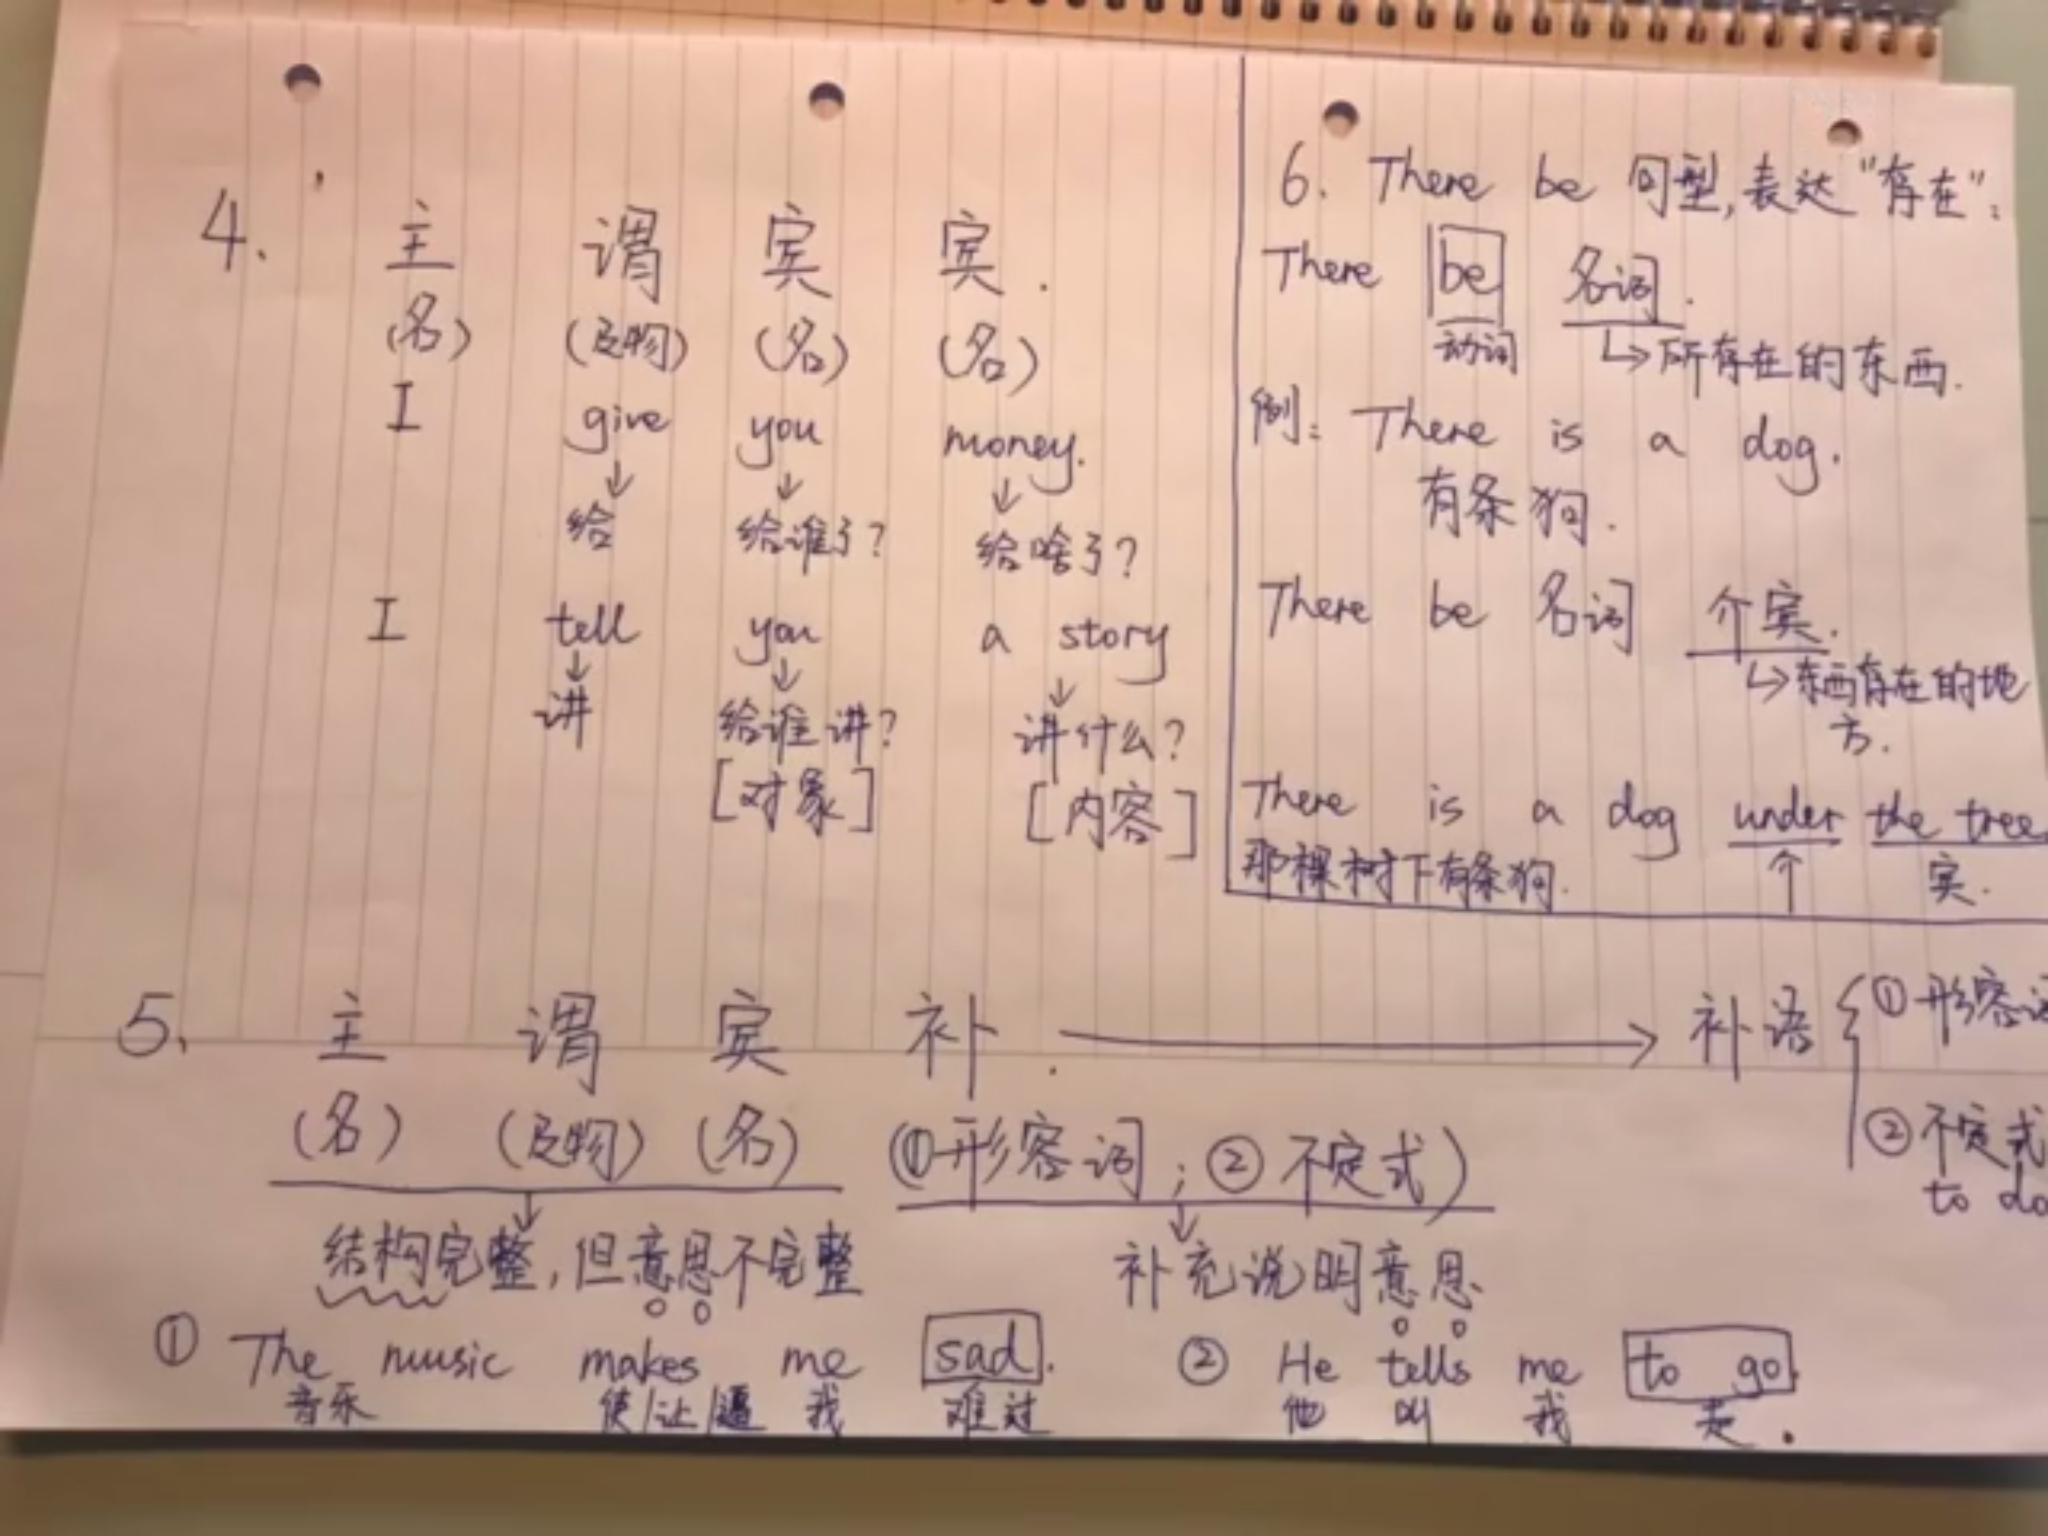 4. 主 谓 宾 宾.
(名) (及物) (名) (名)
I give you money.
↓ ↓ ↓
给 给谁了? 给啥了?
I tell you a story
↓ ↓ ↓
讲 给谁讲? 讲什么?
[对象] [内容]
6. There be 句型,表达"存在":
There be 名词.
动词 ↳所存在的东西.
例: There is a dog.
有条狗.
There be 名词 介宾.
↳东西存在的地
方.
There is a dog under the tree
那棵树下有条狗. 介 宾.
5. 主 谓 宾 补. → 补语 { ①形容词
(名) (及物) (名) (①形容词; ②不定式) ②不定式
to do
↓ ↓
结构完整,但意思不完整 补充说明意思
① The music makes me sad. ② He tells me to go.
音乐 使/让/逼 我 难过 他 叫 我 走.